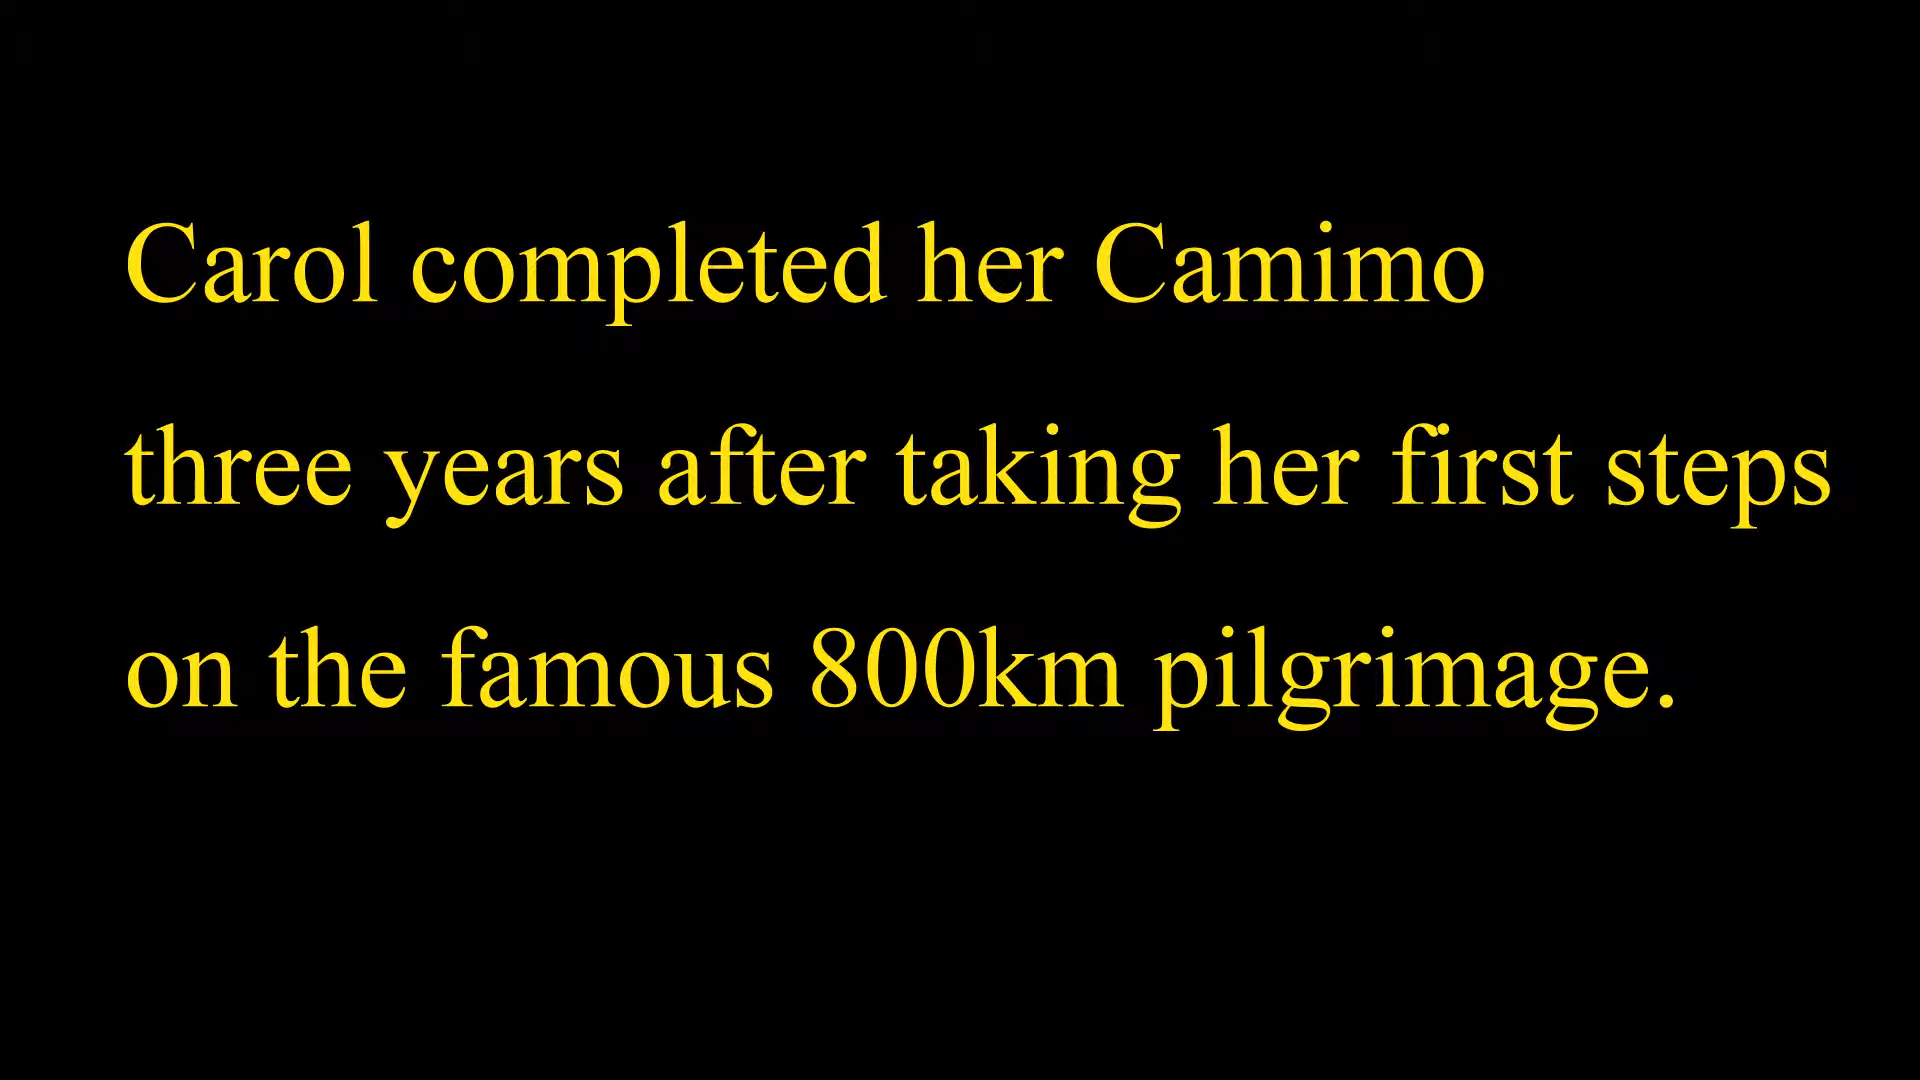 Carol completed her Camimo
three years after taking her first steps
on the famous 800km pilgrimage.